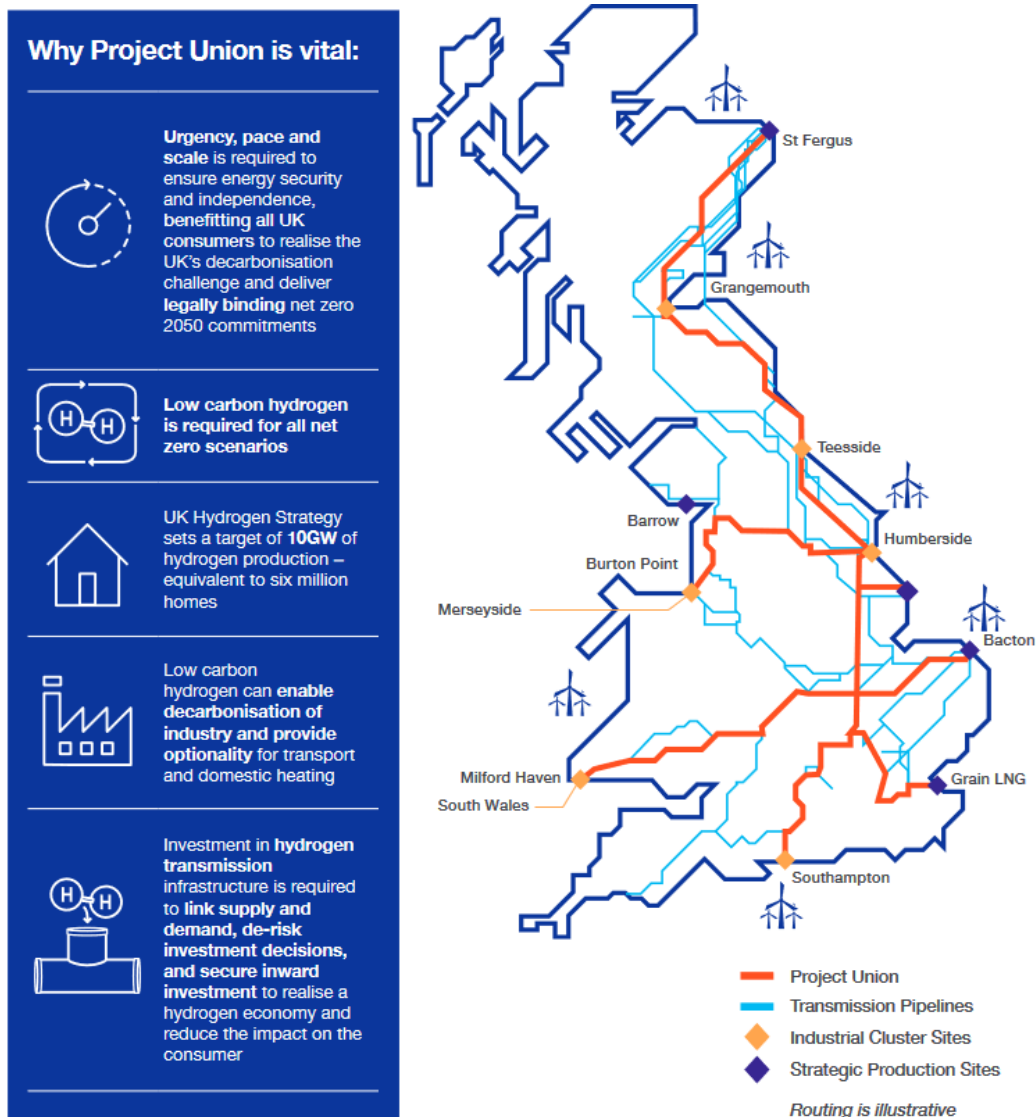 Why Project Union is vital:
Urgency, pace and
scale is required to
ensure energy security
and independence,
benefitting all UK
consumers to realise the
UK's decarbonisation
challenge and deliver
legally binding net zero
2050 commitments
H H
Low carbon hydrogen
is required for all net
zero scenarios
UK Hydrogen Strategy
sets a target of 10GW of
hydrogen production –
equivalent to six million
homes
Low carbon
hydrogen can enable
decarbonisation of
industry and provide
optionality for transport
and domestic heating
H H
Investment in hydrogen
transmission
infrastructure is required
to link supply and
demand, de-risk
investment decisions,
and secure inward
investment to realise a
hydrogen economy and
reduce the impact on the
consumer
St Fergus
Grangemouth
Teesside
Barrow
Humberside
Burton Point
Merseyside
Bacton
Milford Haven
South Wales
Grain LNG
Southampton
Project Union
Transmission Pipelines
Industrial Cluster Sites
Strategic Production Sites
Routing is illustrative